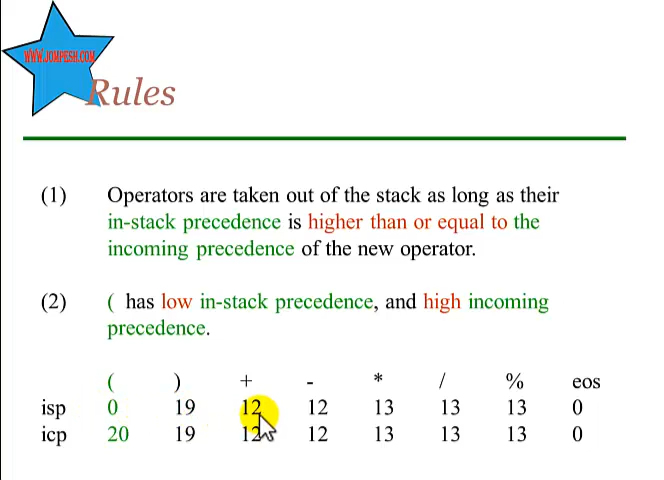 WWW.JOMPESH.COM
Rules
(1) Operators are taken out of the stack as long as their
in-stack precedence is higher than or equal to the
incoming precedence of the new operator.
(2) ( has low in-stack precedence, and high incoming
precedence.
( ) + - * / % eos
isp 0 19 12 12 13 13 13 0
icp 20 19 12 12 13 13 13 0